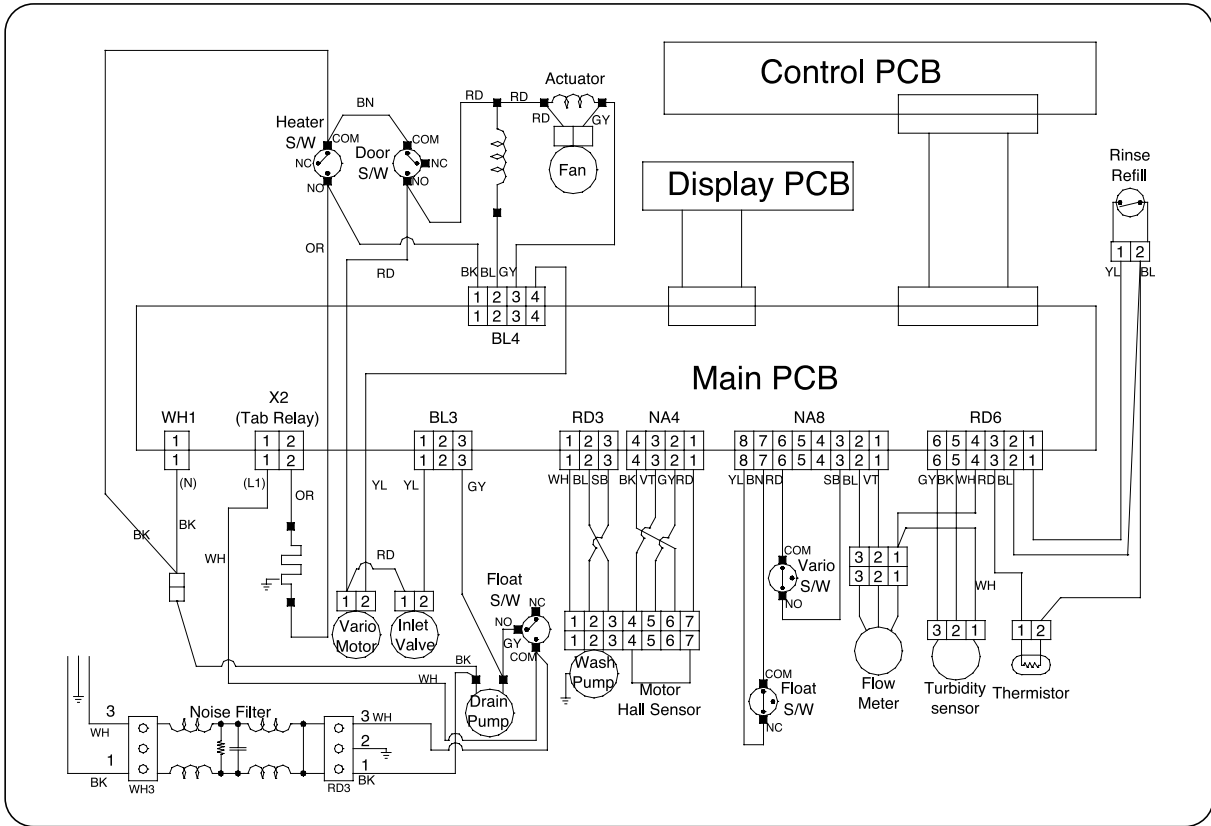 Control PCB
Actuator
RD
RD
BN
RD
GY
Heater
S/W
COM
COM
Door
S/W
NC
NC
NO
NO
Fan
Display PCB
Rinse
Refill
OR
RD
1 2
YL
BL
BK BL GY
1 2 3 4
1 2 3 4
BL4
Main PCB
WH1
X2
(Tab Relay)
BL3
RD3
NA4
NA8
RD6
1
1 2
1 2 3
1 2 3
4 3 2 1
8 7 6 5 4 3 2 1
6 5 4 3 2 1
1
1 2
1 2 3
1 2 3
4 3 2 1
8 7 6 5 4 3 2 1
6 5 4 3 2 1
(N)
(L1)
OR
YL
YL
GY
WH BL SB
BK VT GY RD
YL BN RD
SB BL VT
GY BK WH RD BL
BK
BK
WH
RD
COM
Vario
S/W
NO
3 2 1
3 2 1
WH
Float
S/W
NC
NO
GY
COM
1 2
Vario
Motor
1 2
Inlet
Valve
1 2 3 4 5 6 7
1 2 3 4 5 6 7
Wash
Pump
Motor
Hall Sensor
COM
Float
S/W
NC
Flow
Meter
3 2 1
Turbidity
sensor
1 2
Thermistor
BK
WH
Drain
Pump
3
WH
Noise Filter
3 WH
2
1
BK
1
BK
WH3
RD3